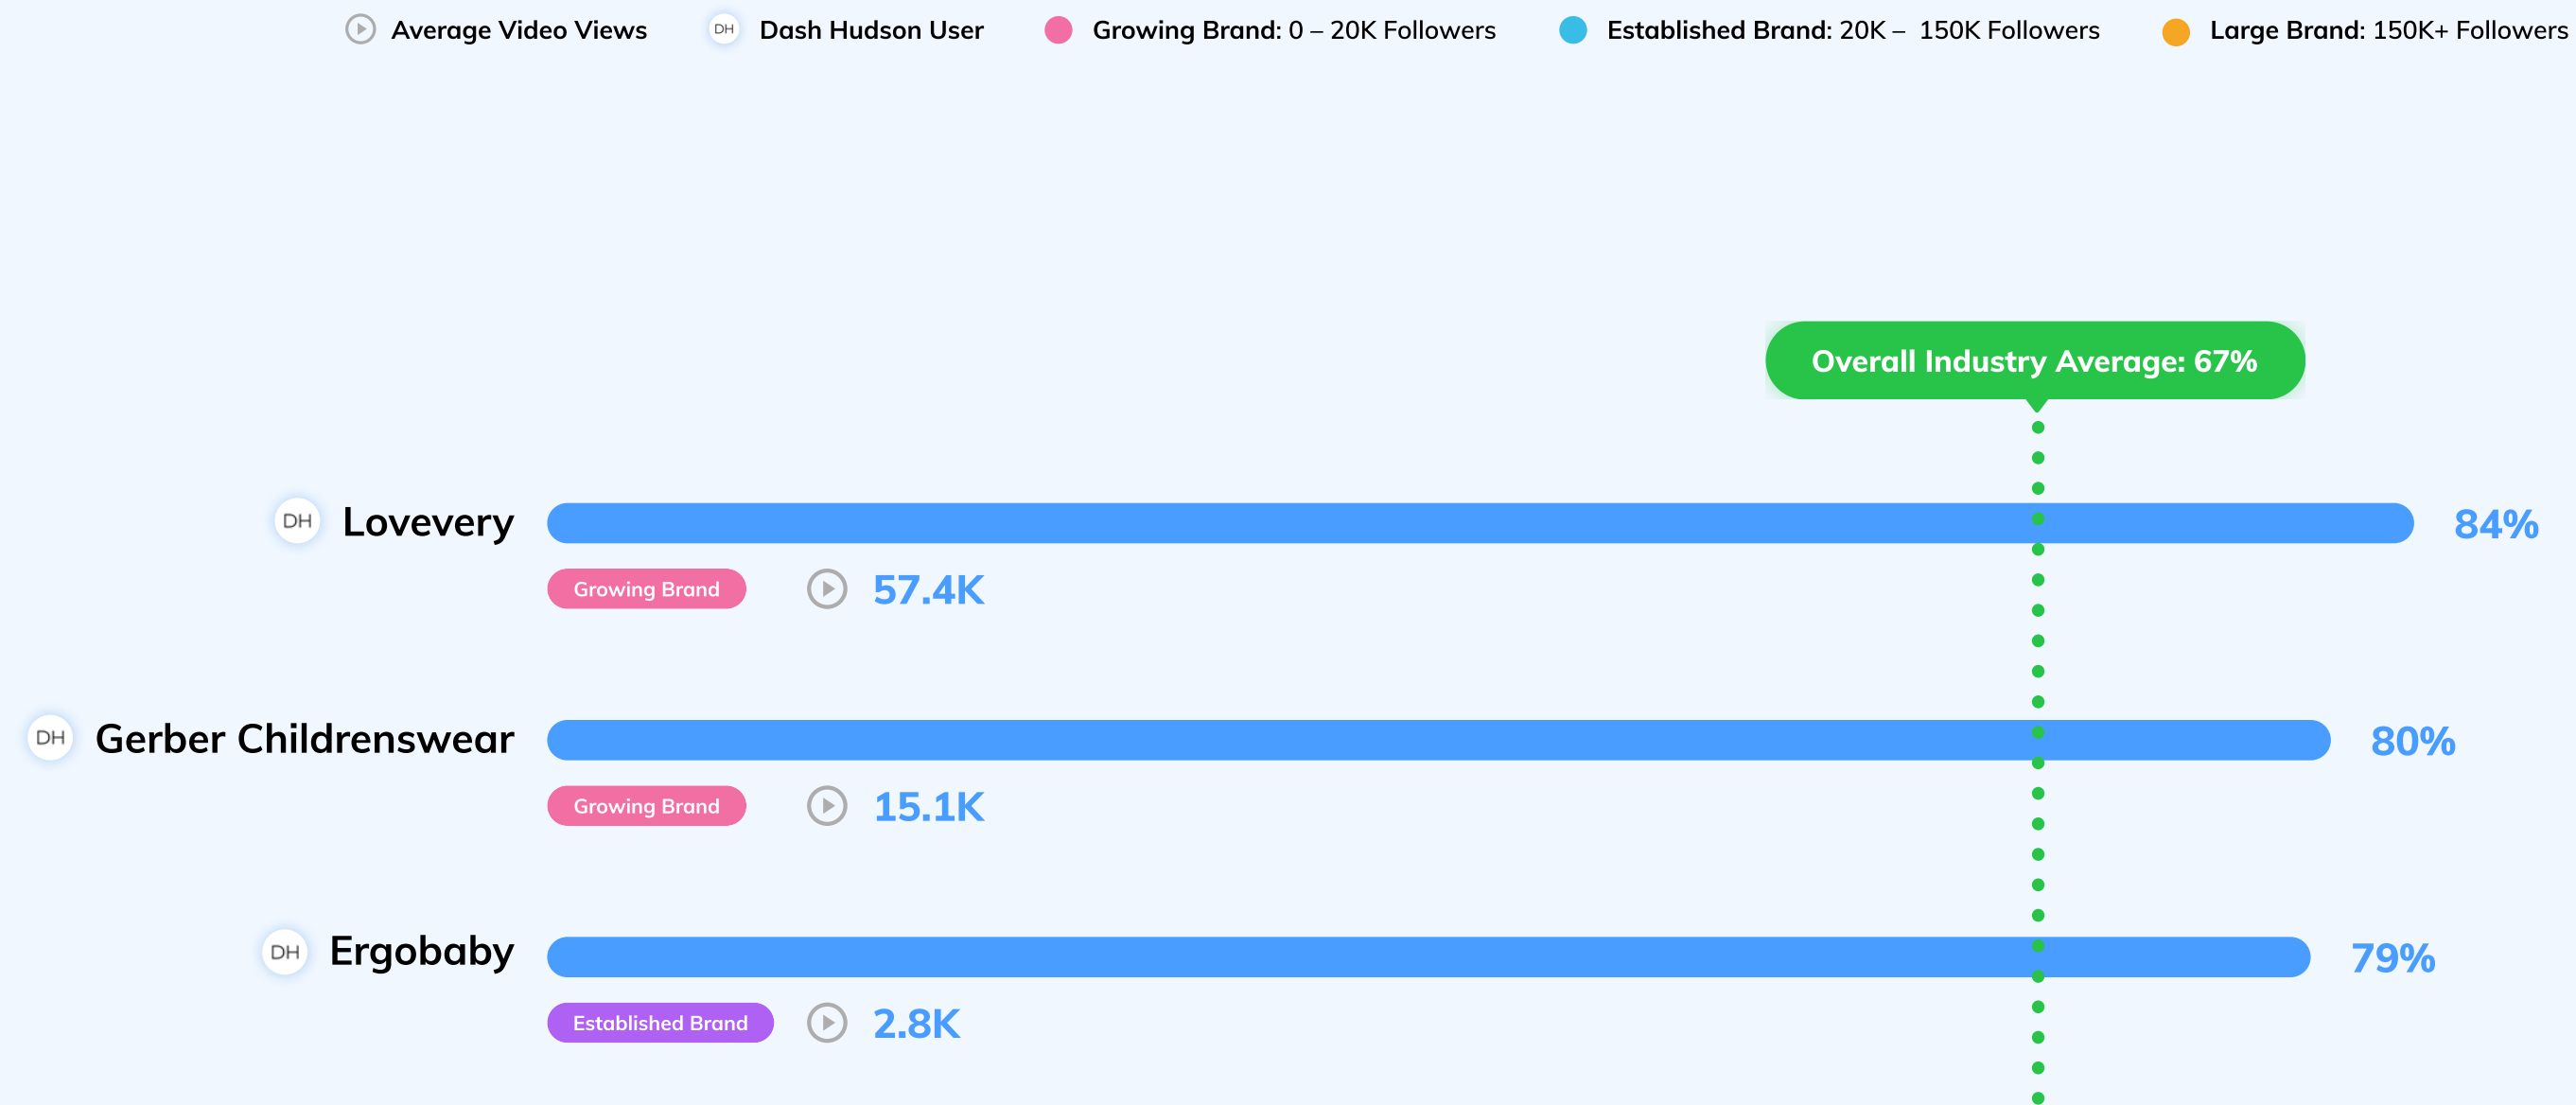 Average Video Views DH Dash Hudson User Growing Brand: 0 – 20K Followers Established Brand: 20K – 150K Followers Large Brand: 150K+ Followers
Overall Industry Average: 67%
DH Lovevery 84%
Growing Brand 57.4K
DH Gerber Childrenswear 80%
Growing Brand 15.1K
DH Ergobaby 79%
Established Brand 2.8K